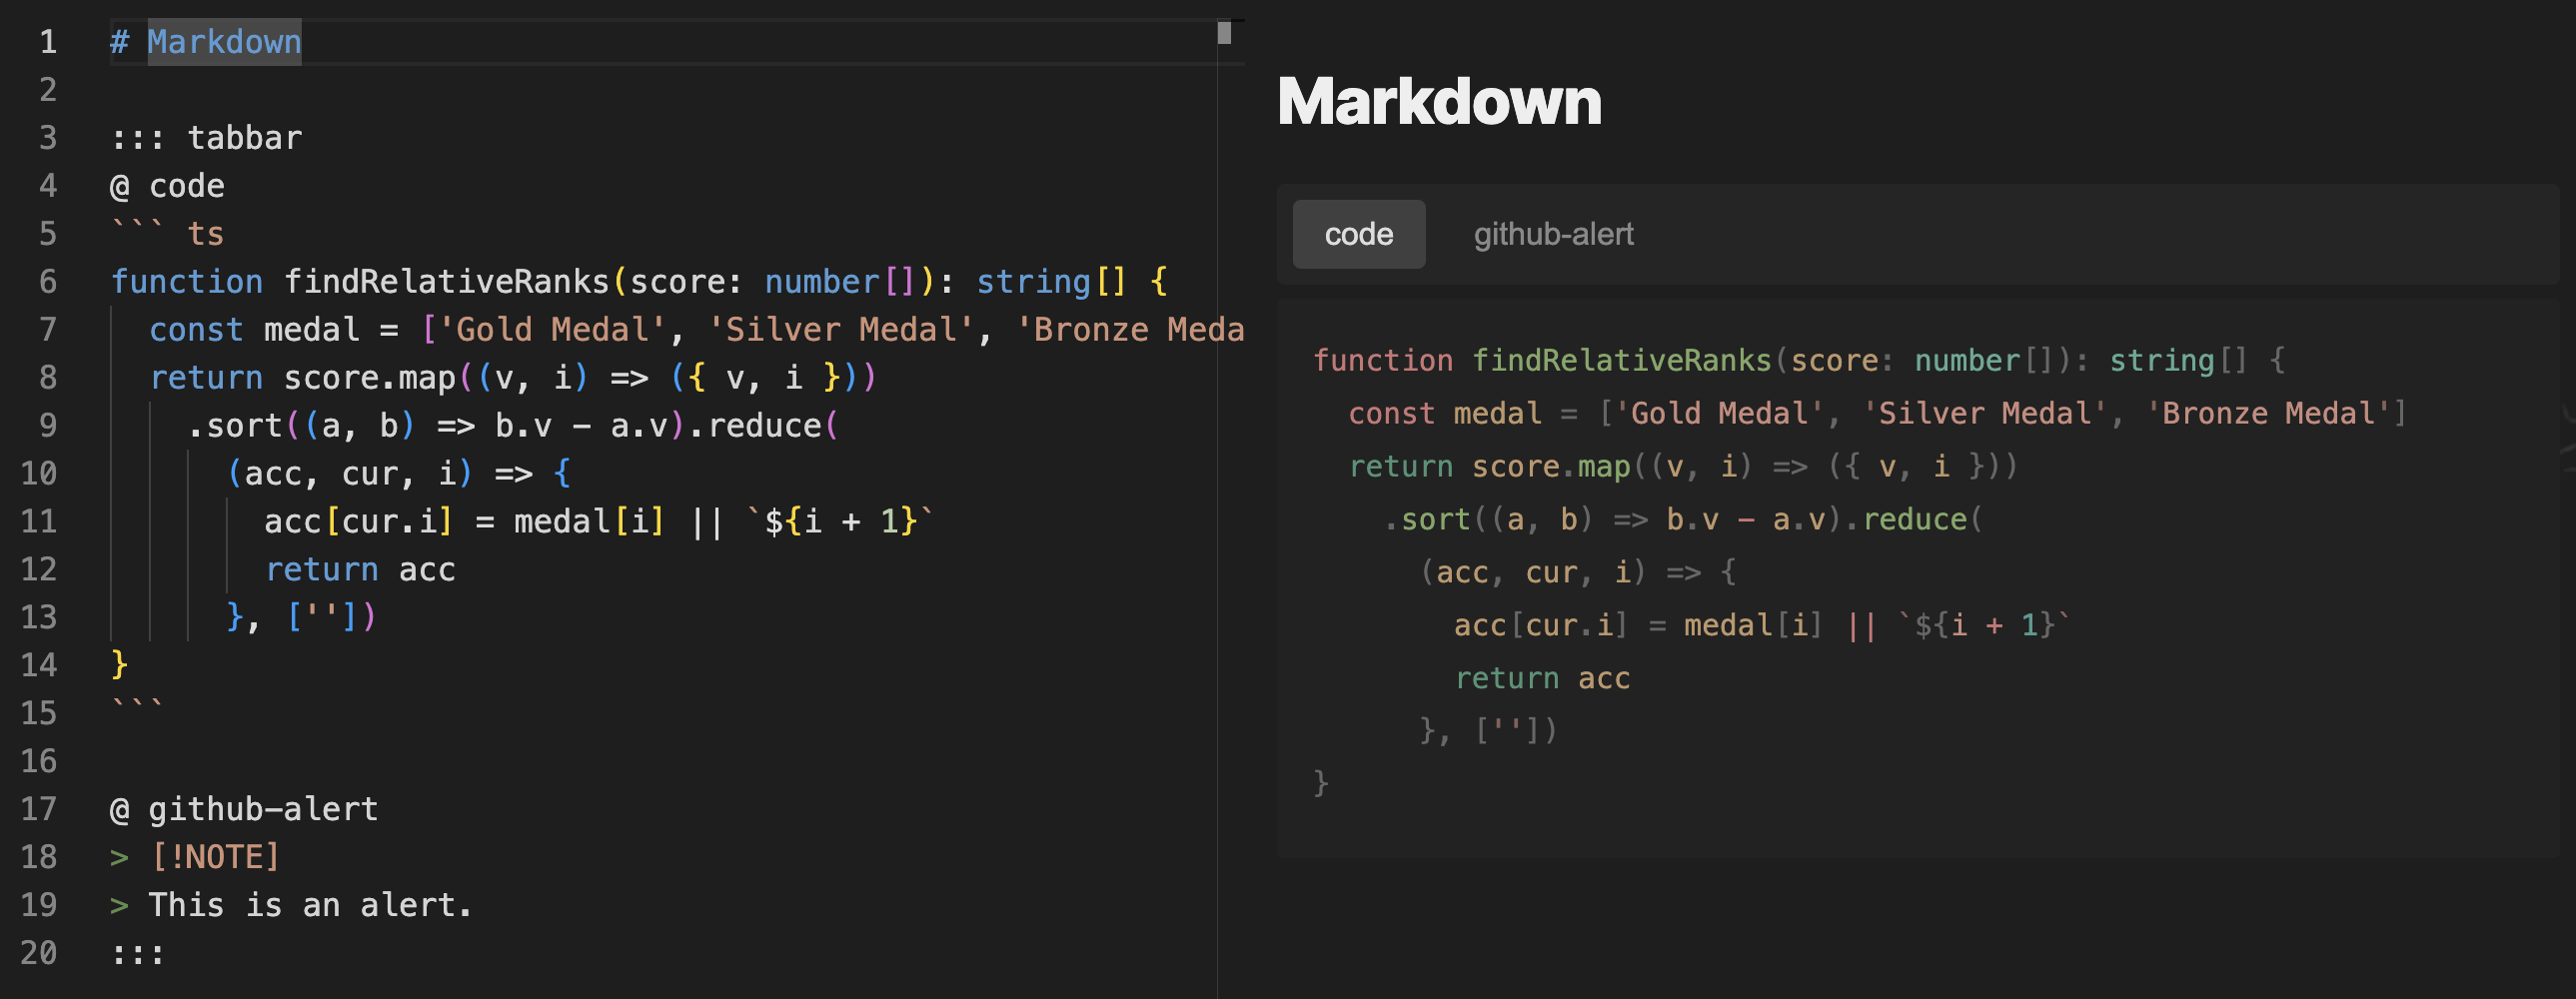 1 # Markdown
2
3 ::: tabbar
4 @ code
5 ``` ts
6 function findRelativeRanks(score: number[]): string[] {
7 const medal = ['Gold Medal', 'Silver Medal', 'Bronze Meda
8 return score.map((v, i) => ({ v, i }))
9 .sort((a, b) => b.v - a.v).reduce(
10 (acc, cur, i) => {
11 acc[cur.i] = medal[i] || `${i + 1}`
12 return acc
13 }, [''])
14 }
15 ```
16
17 @ github-alert
18 > [!NOTE]
19 > This is an alert.
20 :::
Markdown
code github-alert
function findRelativeRanks(score: number[]): string[] {
const medal = ['Gold Medal', 'Silver Medal', 'Bronze Medal']
return score.map((v, i) => ({ v, i }))
.sort((a, b) => b.v - a.v).reduce(
(acc, cur, i) => {
acc[cur.i] = medal[i] || `${i + 1}`
return acc
}, [''])
}